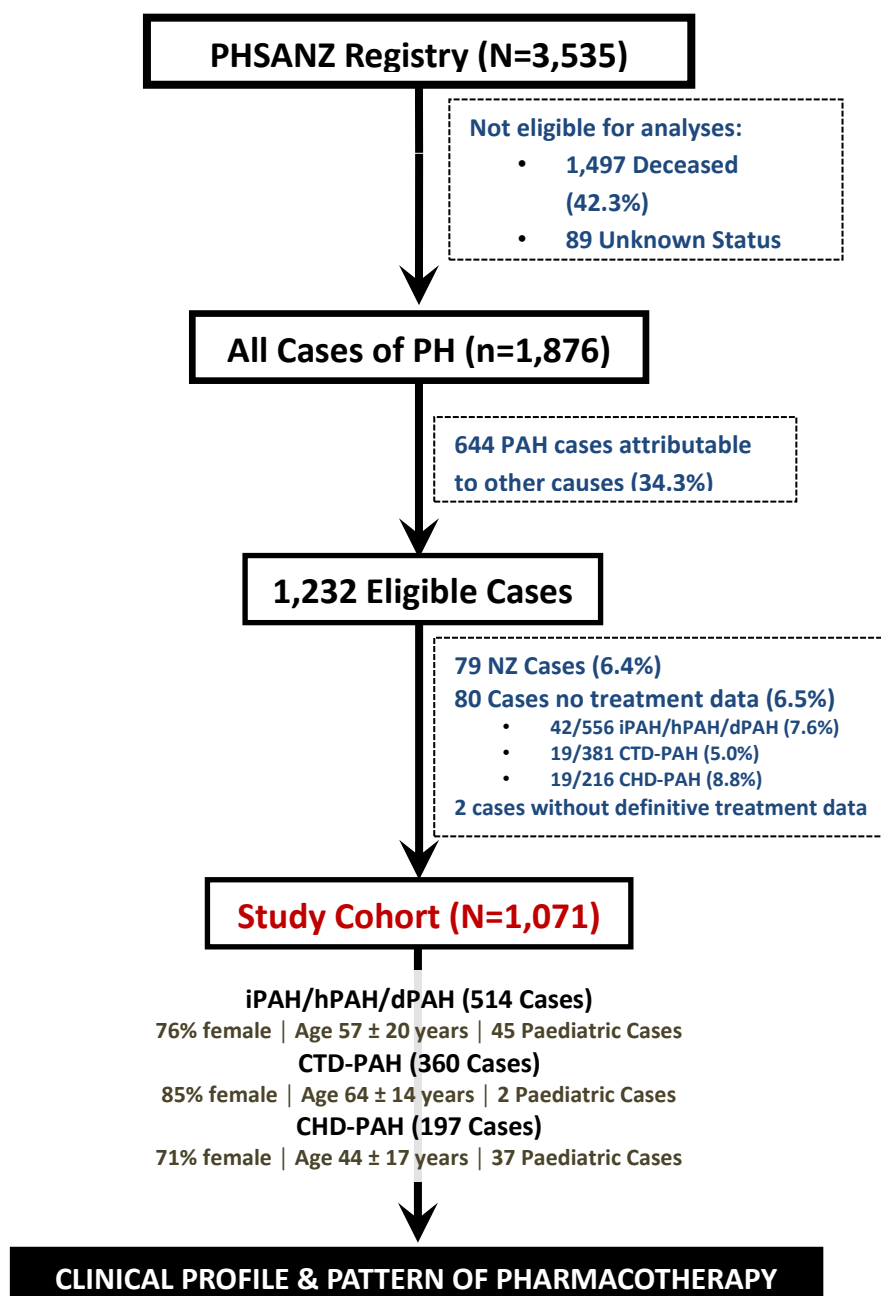 PHSANZ Registry (N=3,535)
Not eligible for analyses:
• 1,497 Deceased
(42.3%)
• 89 Unknown Status
All Cases of PH (n=1,876)
644 PAH cases attributable
to other causes (34.3%)
1,232 Eligible Cases
79 NZ Cases (6.4%)
80 Cases no treatment data (6.5%)
• 42/556 iPAH/hPAH/dPAH (7.6%)
• 19/381 CTD-PAH (5.0%)
• 19/216 CHD-PAH (8.8%)
2 cases without definitive treatment data
Study Cohort (N=1,071)
iPAH/hPAH/dPAH (514 Cases)
76% female | Age 57 ± 20 years | 45 Paediatric Cases
CTD-PAH (360 Cases)
85% female | Age 64 ± 14 years | 2 Paediatric Cases
CHD-PAH (197 Cases)
71% female | Age 44 ± 17 years | 37 Paediatric Cases
CLINICAL PROFILE & PATTERN OF PHARMACOTHERAPY